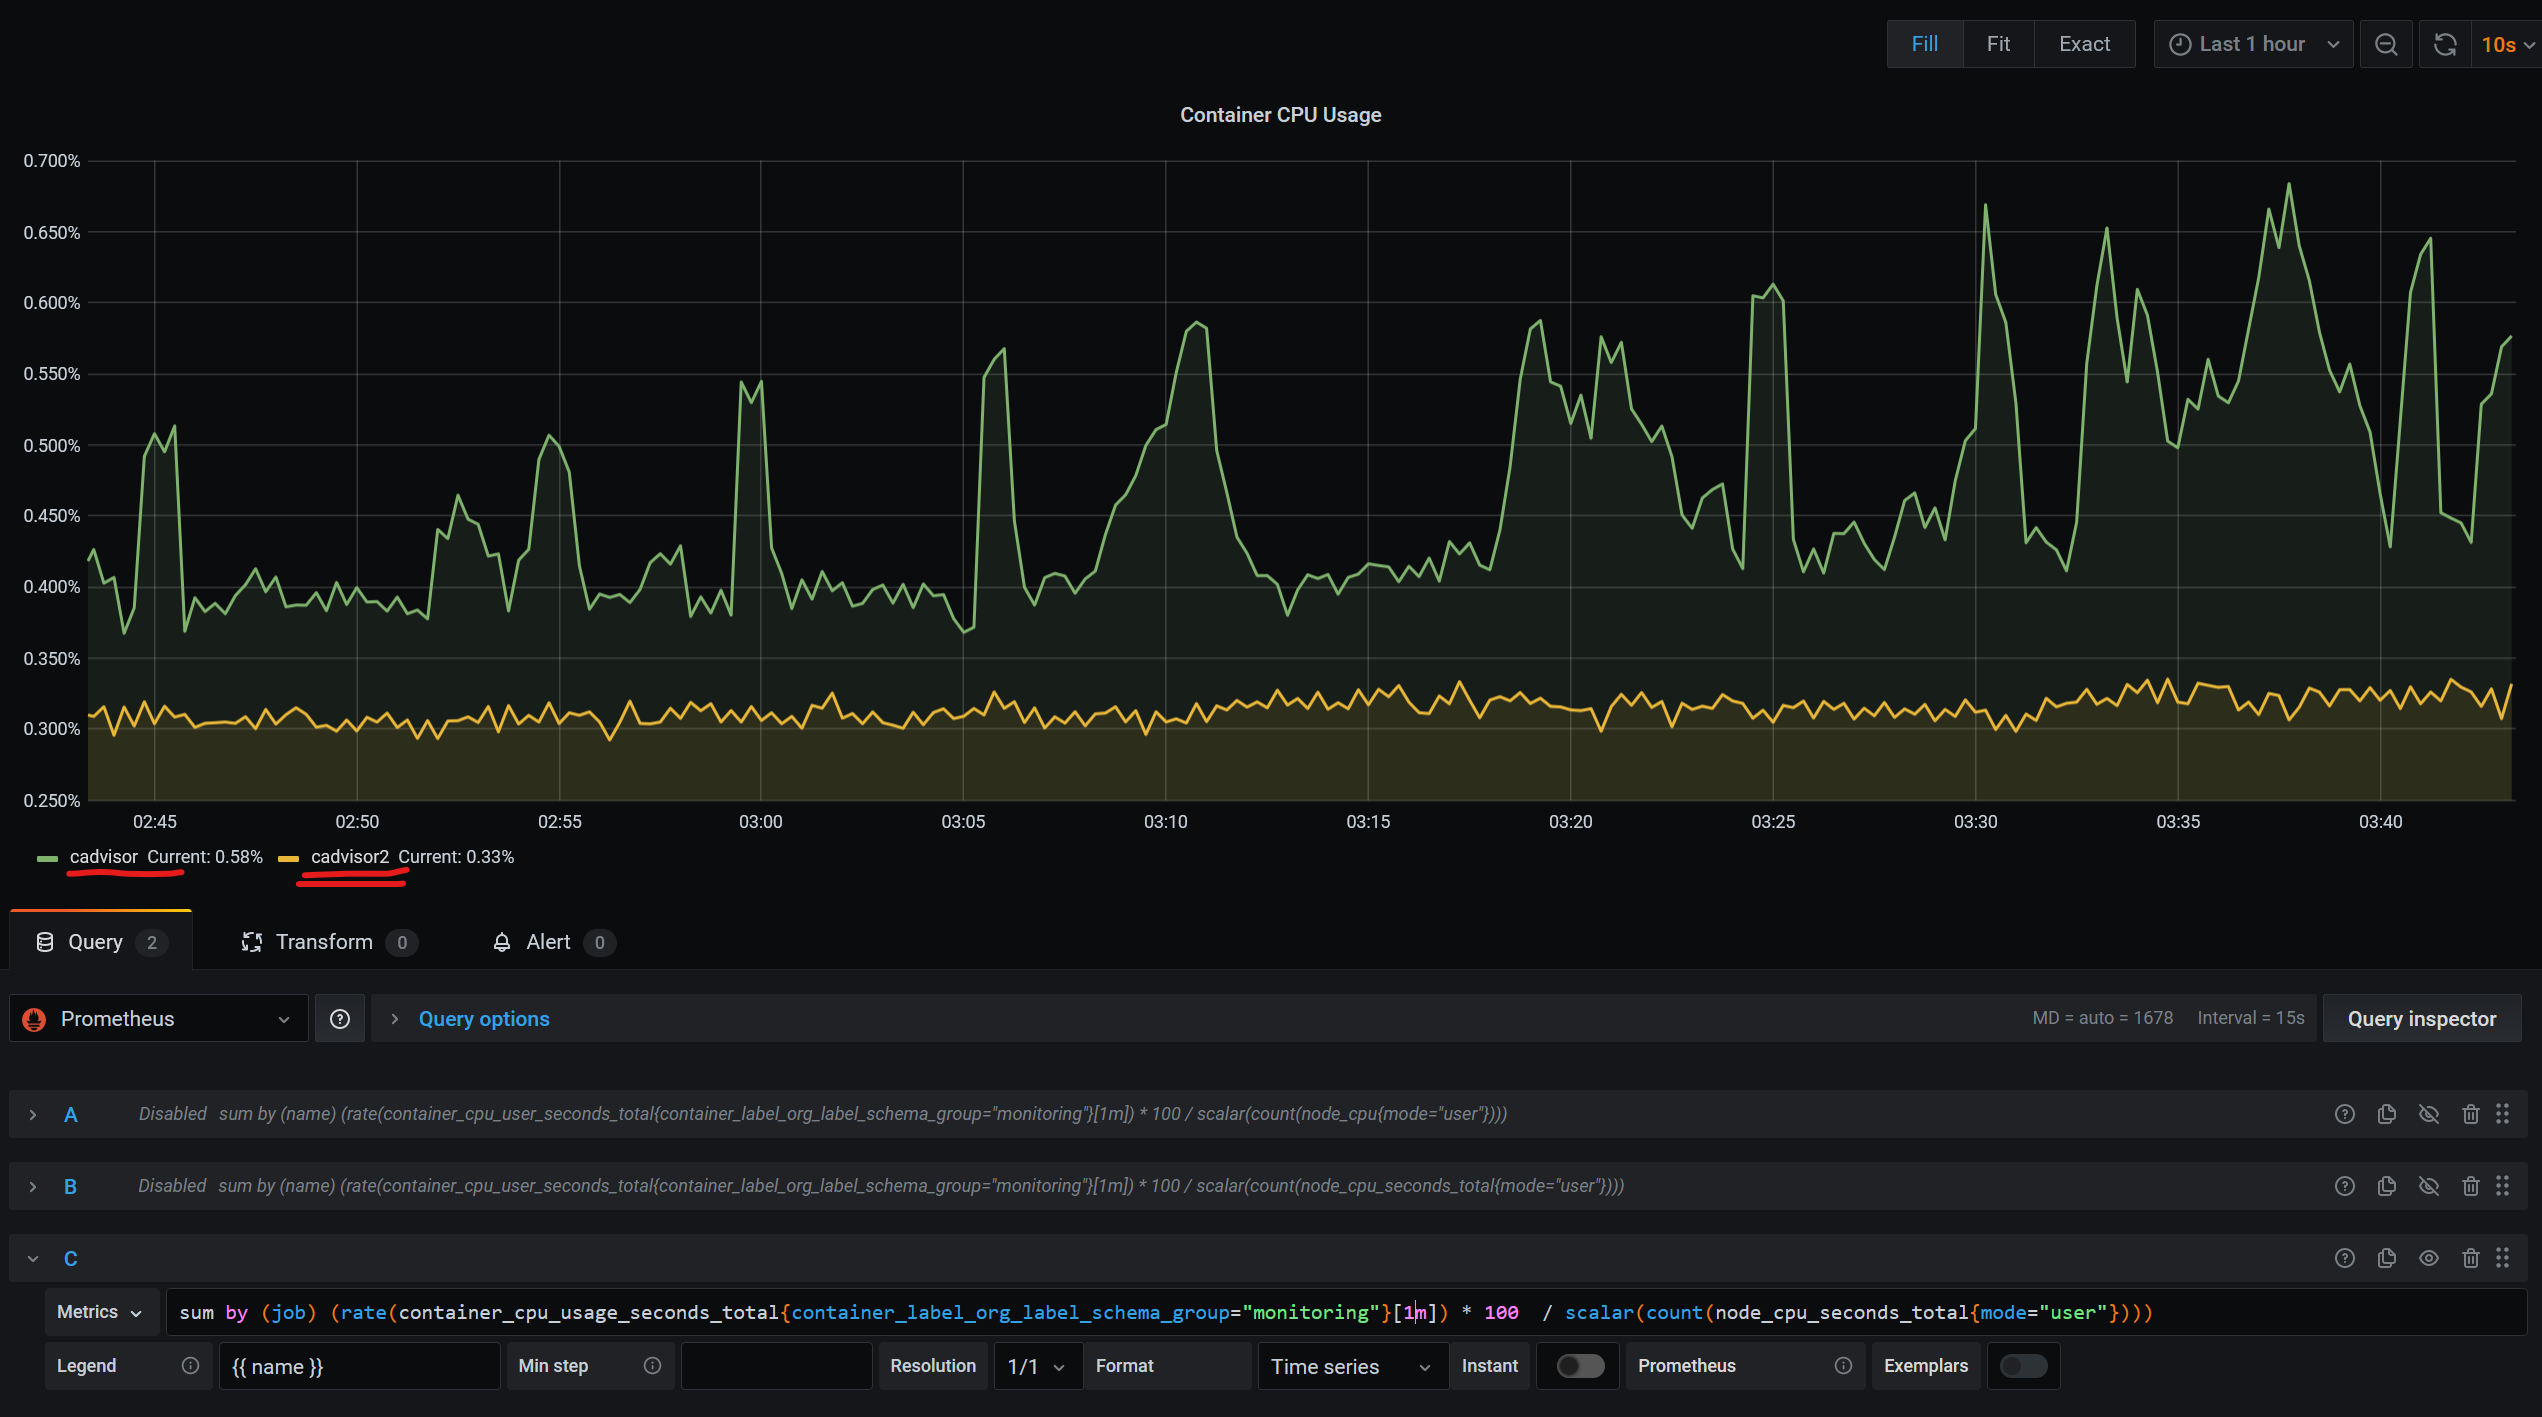 Fill Fit Exact Last 1 hour 10s
Container CPU Usage
0.700%
0.650%
0.600%
0.550%
0.500%
0.450%
0.400%
0.350%
0.300%
0.250%
02:45 02:50 02:55 03:00 03:05 03:10 03:15 03:20 03:25 03:30 03:35 03:40
cadvisor Current: 0.58% cadvisor2 Current: 0.33%
Query 2 Transform 0 Alert 0
Prometheus Query options MD = auto = 1678 Interval = 15s Query inspector
A Disabled sum by (name) (rate(container_cpu_user_seconds_total{container_label_org_label_schema_group="monitoring"}[1m]) * 100 / scalar(count(node_cpu{mode="user"})))
B Disabled sum by (name) (rate(container_cpu_user_seconds_total{container_label_org_label_schema_group="monitoring"}[1m]) * 100 / scalar(count(node_cpu_seconds_total{mode="user"})))
C
Metrics sum by (job) (rate(container_cpu_usage_seconds_total{container_label_org_label_schema_group="monitoring"}[1m]) * 100  / scalar(count(node_cpu_seconds_total{mode="user"})))
Legend {{ name }} Min step Resolution 1/1 Format Time series Instant Prometheus Exemplars